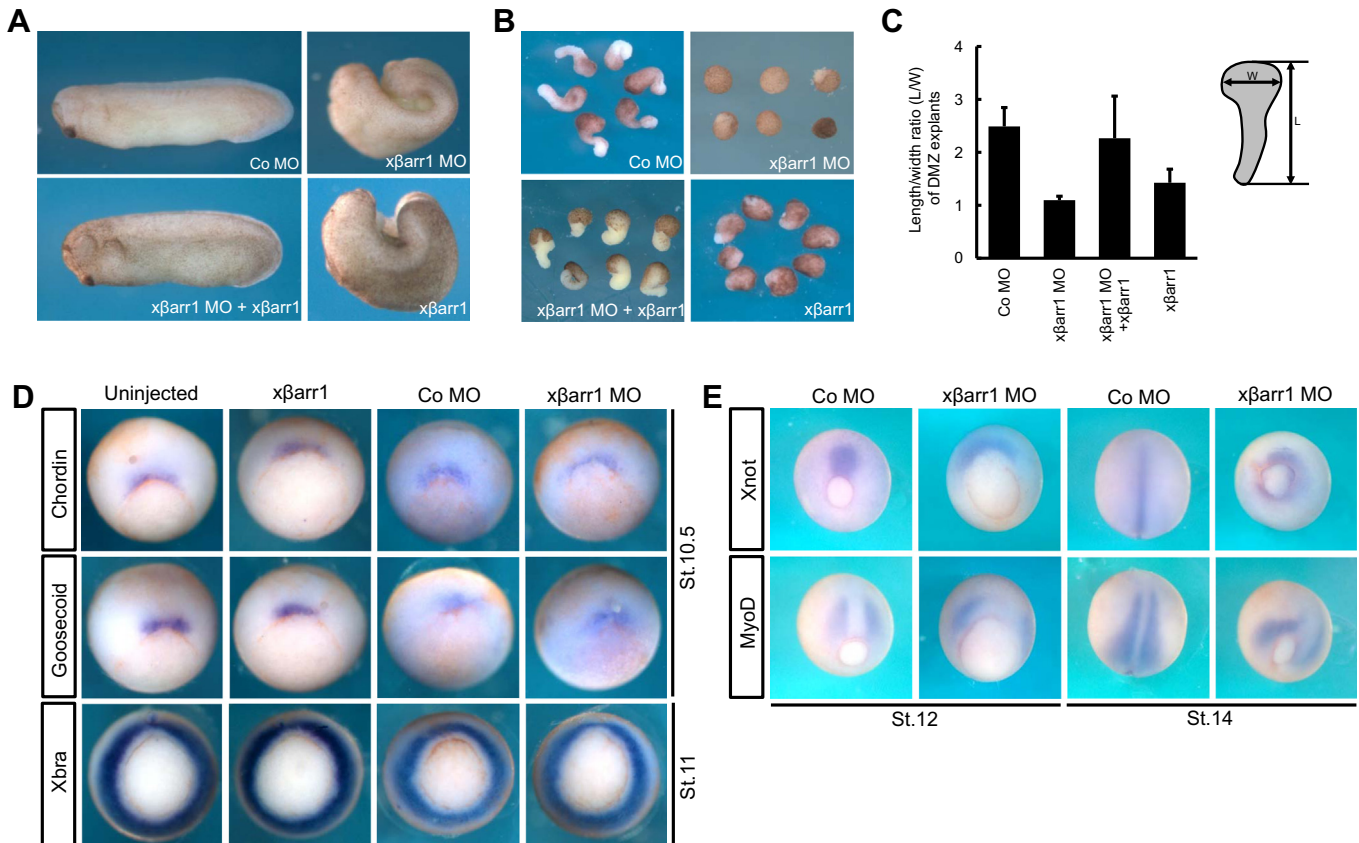 A
Co MO
xβarr1 MO
xβarr1 MO + xβarr1
xβarr1
B
Co MO
xβarr1 MO
xβarr1 MO + xβarr1
xβarr1
C
Length/width ratio (L/W)
of DMZ explants
4
3
2
1
0
Co MO
xβarr1 MO
xβarr1 MO
+xβarr1
xβarr1
W
L
D
Uninjected
xβarr1
Co MO
xβarr1 MO
Chordin
Goosecoid
Xbra
St.10.5
St.11
E
Co MO
xβarr1 MO
Co MO
xβarr1 MO
Xnot
MyoD
St.12
St.14